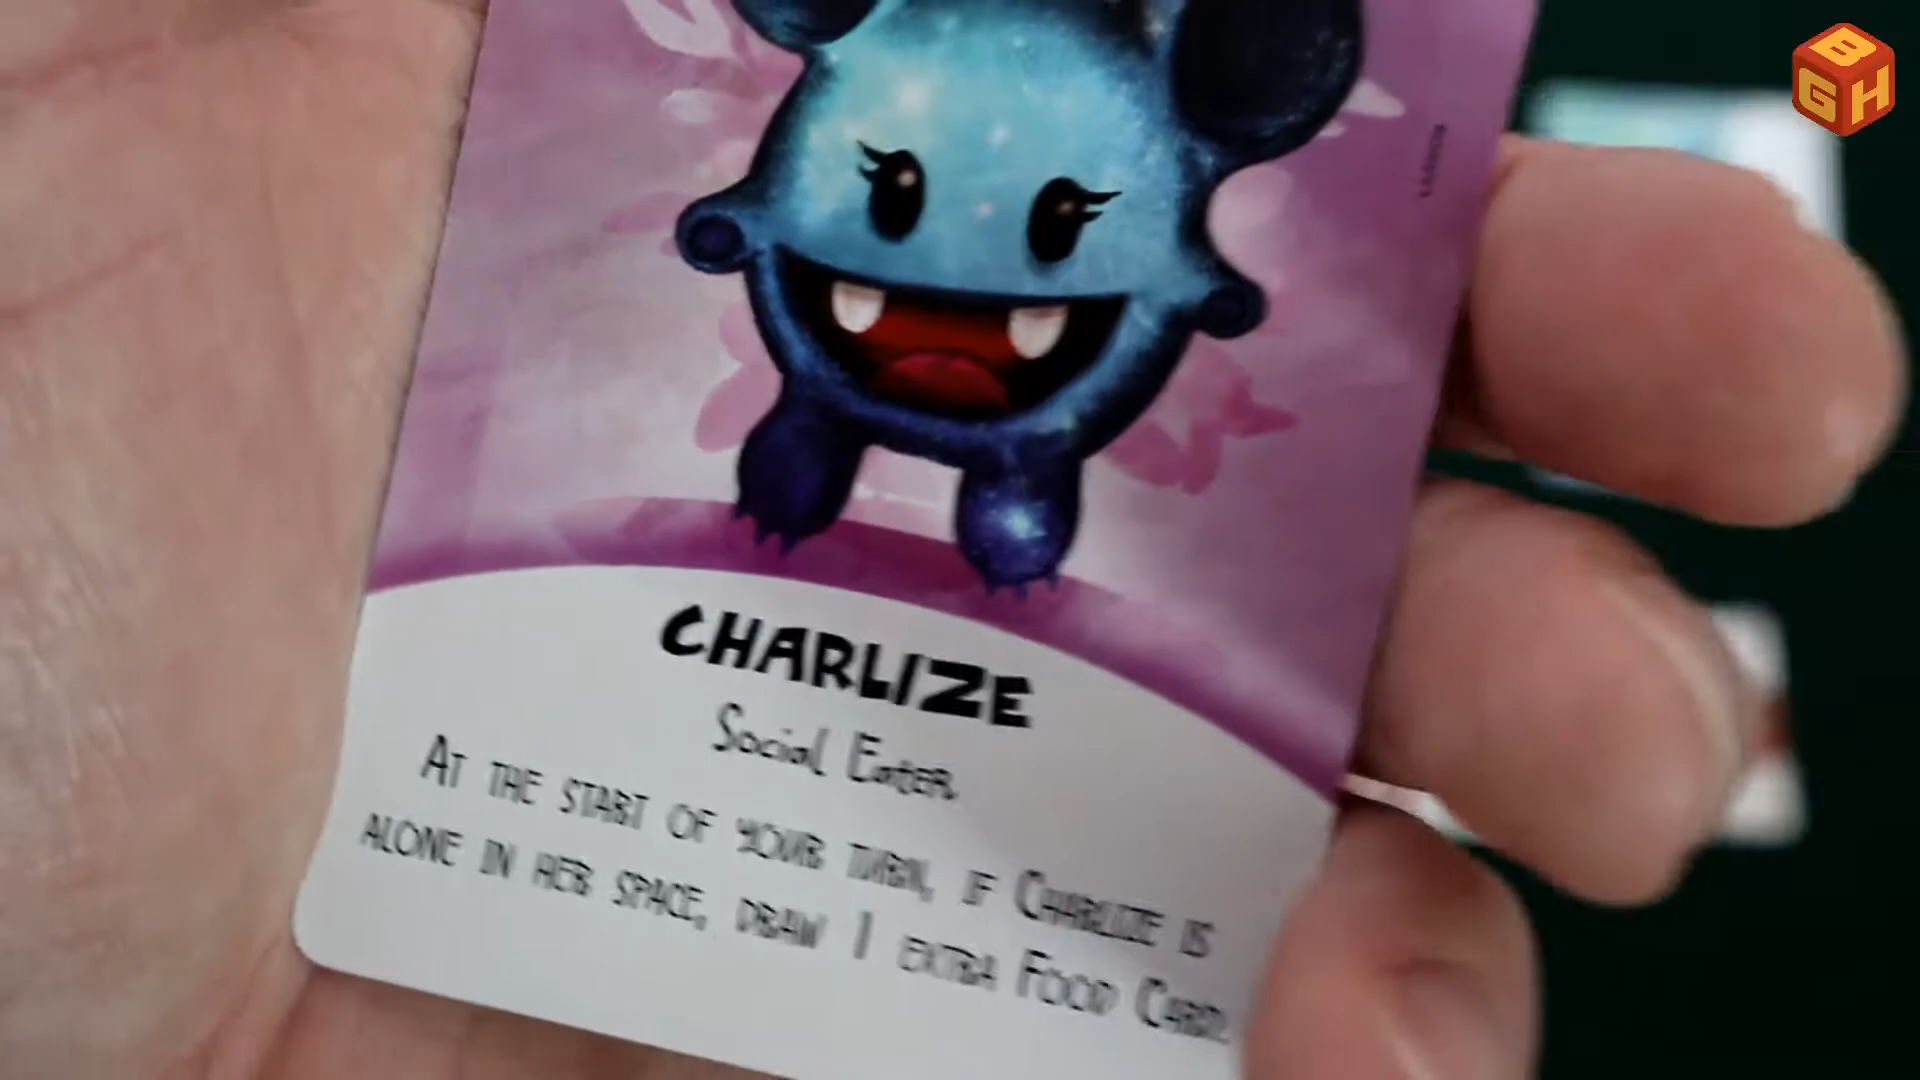 CHARLIZE
Social Eater
At the start of your turn, if Charlize is
alone in her space, draw 1 extra Food Card.
B
G H